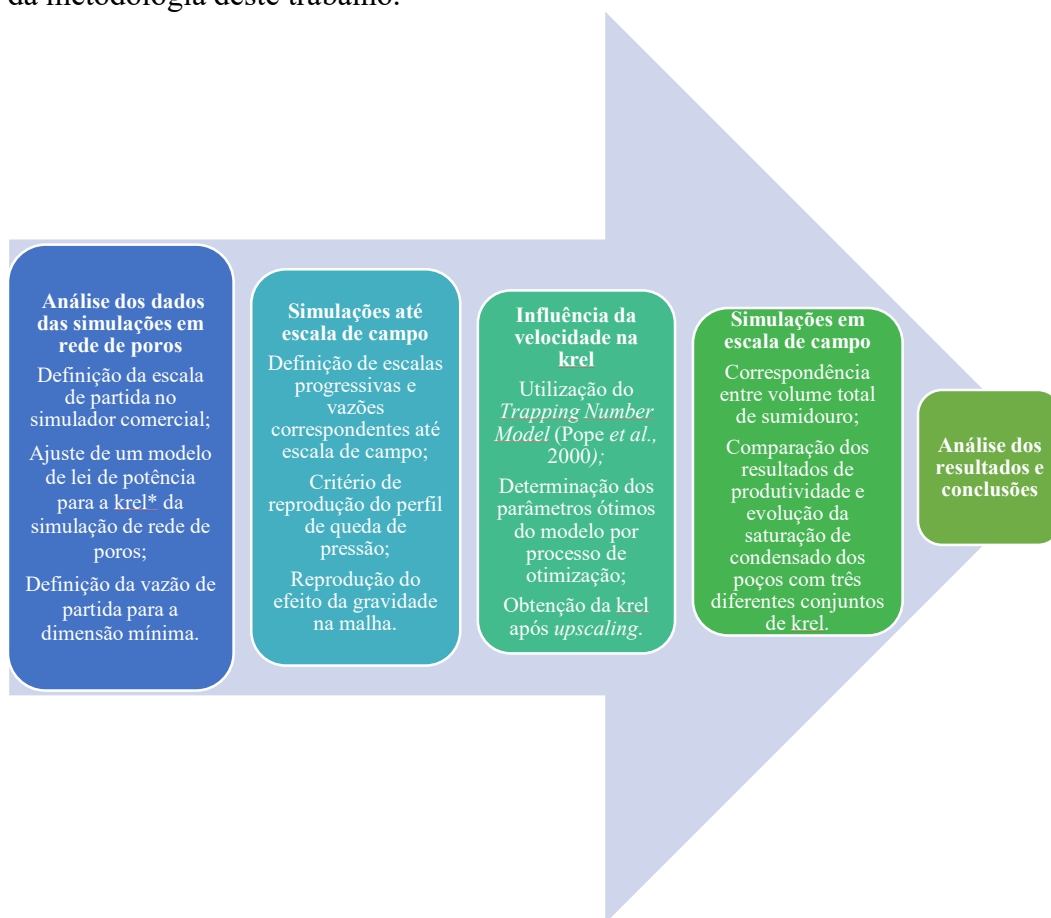 da metodologia deste trabalho.
Análise dos dados
das simulações em
rede de poros
Definição da escala
de partida no
simulador comercial;
Ajuste de um modelo
de lei de potência
para a krel* da
simulação de rede de
poros;
Definição da vazão de
partida para a
dimensão mínima.
Simulações até
escala de campo
Definição de escalas
progressivas e
vazões
correspondentes até
escala de campo;
Critério de
reprodução do perfil
de queda de
pressão;
Reprodução do
efeito da gravidade
na malha.
Influência da
velocidade na
krel
Utilização do
Trapping Number
Model (Pope et al.,
2000);
Determinação dos
parâmetros ótimos
do modelo por
processo de
otimização;
Obtenção da krel
após upscaling.
Simulações em
escala de campo
Correspondência
entre volume total
de sumidouro;
Comparação dos
resultados de
produtividade e
evolução da
saturação de
condensado dos
poços com três
diferentes conjuntos
de krel.
Análise dos
resultados e
conclusões